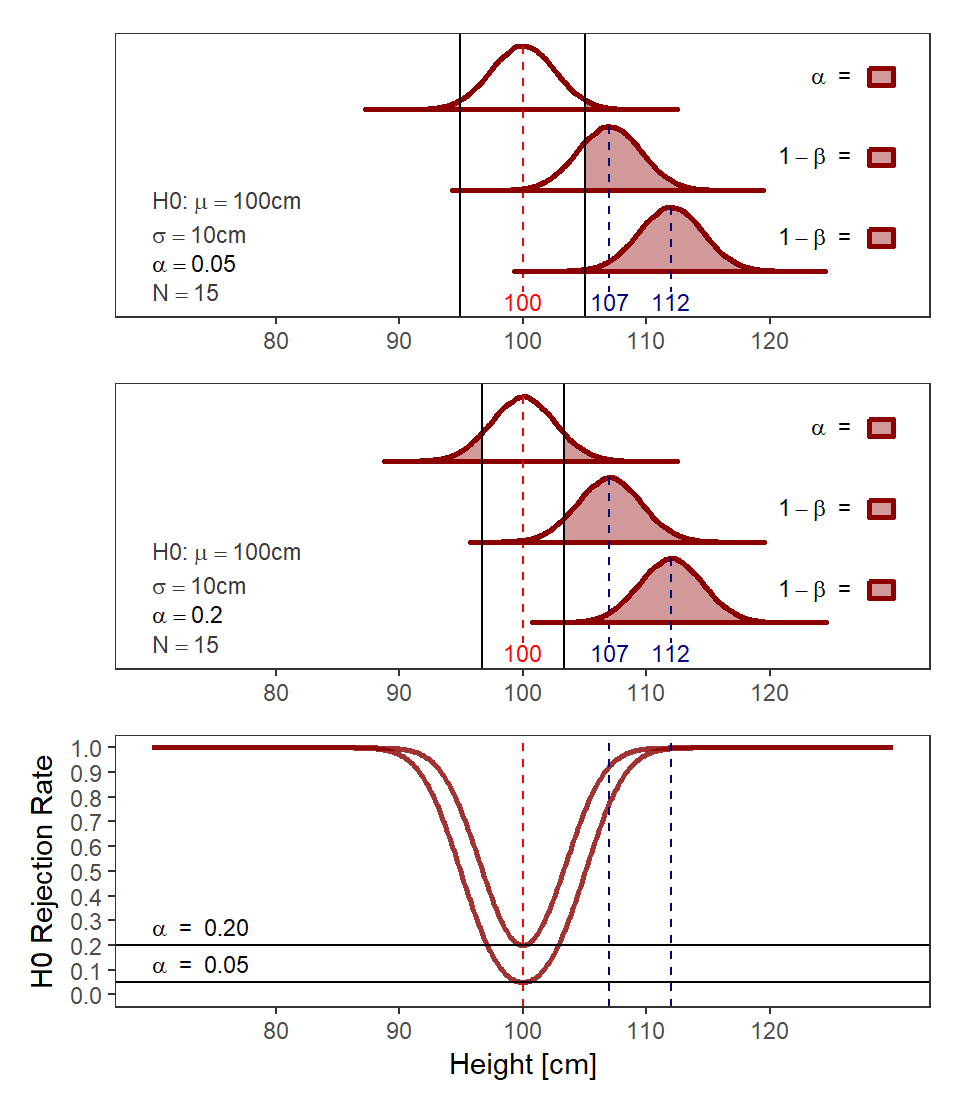 α =
1 – β =
H0: μ = 100cm
σ = 10cm
1 – β =
α = 0.05
N = 15
100 107 112
80 90 100 110 120
α =
1 – β =
H0: μ = 100cm
σ = 10cm
1 – β =
α = 0.2
N = 15
100 107 112
80 90 100 110 120
H0 Rejection Rate
1.0
0.9
0.8
0.7
0.6
0.5
0.4
0.3
α = 0.20
0.2
α = 0.05
0.1
0.0
80 90 100 110 120
Height [cm]